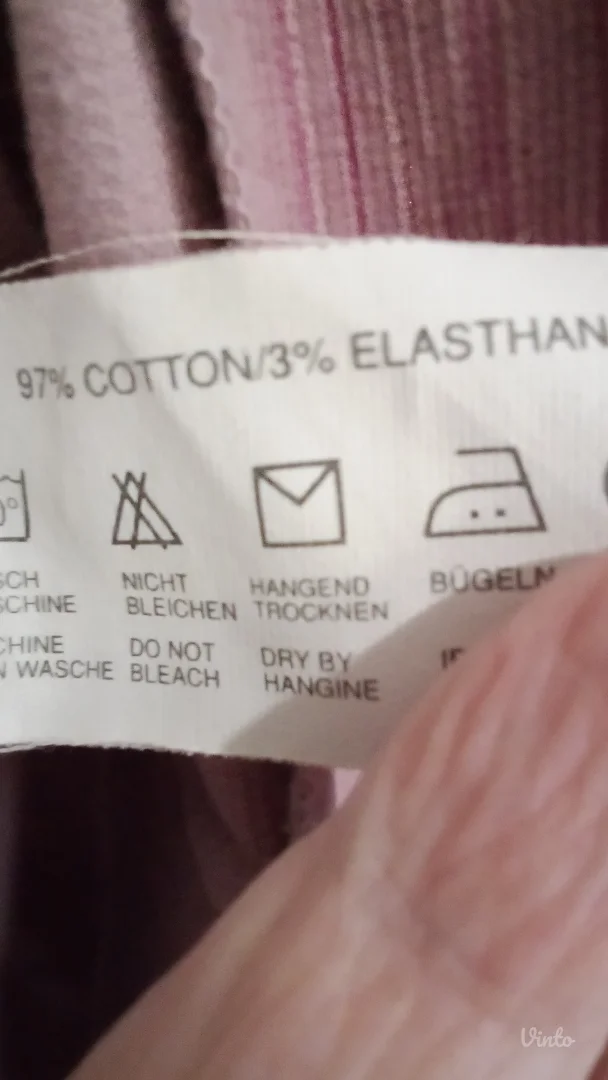 97% COTTON/3% ELASTHAN
0°
SCH NICHT HANGEND BÜGELN
SCHINE BLEICHEN TROCKNEN
CHINE DO NOT DRY BY
N WASCHE BLEACH HANGINE
Vinto